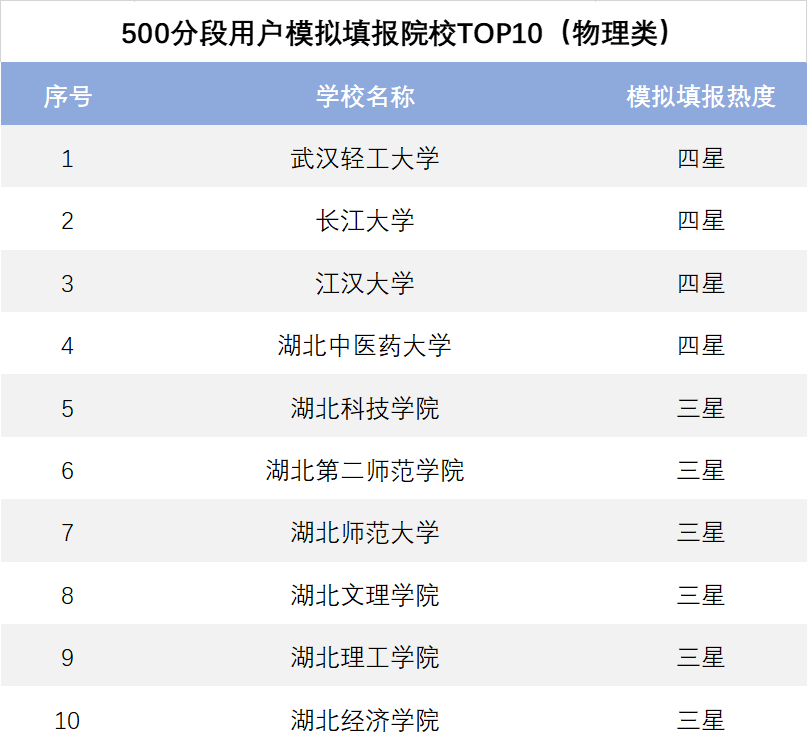 500分段用户模拟填报院校TOP10（物理类）
序号 学校名称 模拟填报热度
1 武汉轻工大学 四星
2 长江大学 四星
3 江汉大学 四星
4 湖北中医药大学 四星
5 湖北科技学院 三星
6 湖北第二师范学院 三星
7 湖北师范大学 三星
8 湖北文理学院 三星
9 湖北理工学院 三星
10 湖北经济学院 三星